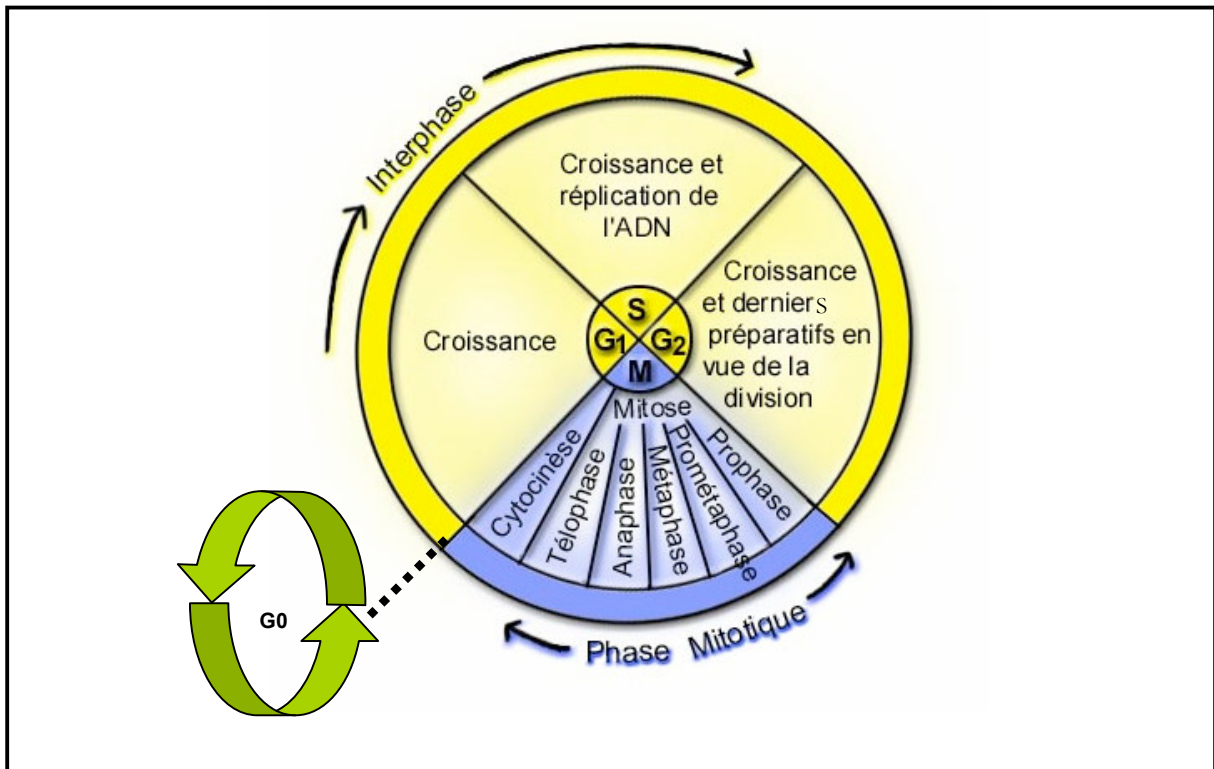 Interphase
Croissance et
réplication de
l'ADN
Croissance
et derniers
préparatifs en
vue de la
division
Croissance
S
G1
G2
M
Mitose
Cytocinèse
Télophase
Anaphase
Métaphase
Prométaphase
Prophase
G0
Phase Mitotique